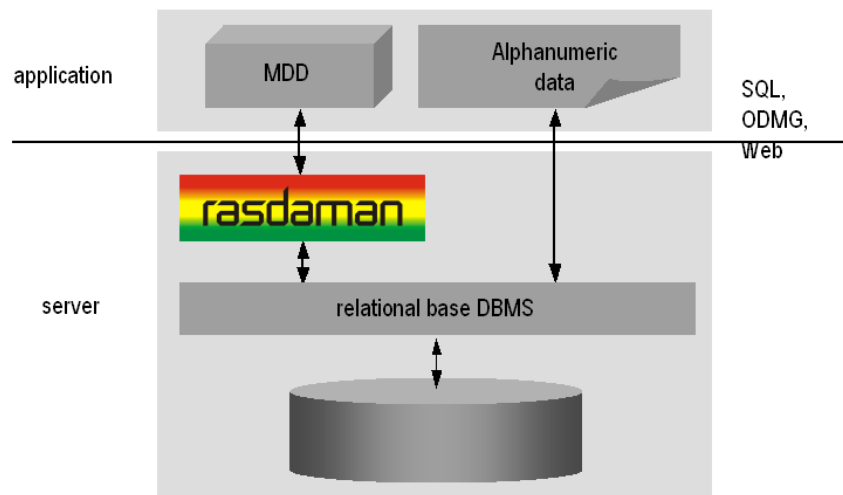 application
MDD
Alphanumeric
data
SQL,
ODMG,
Web
rasdaman
server
relational base DBMS